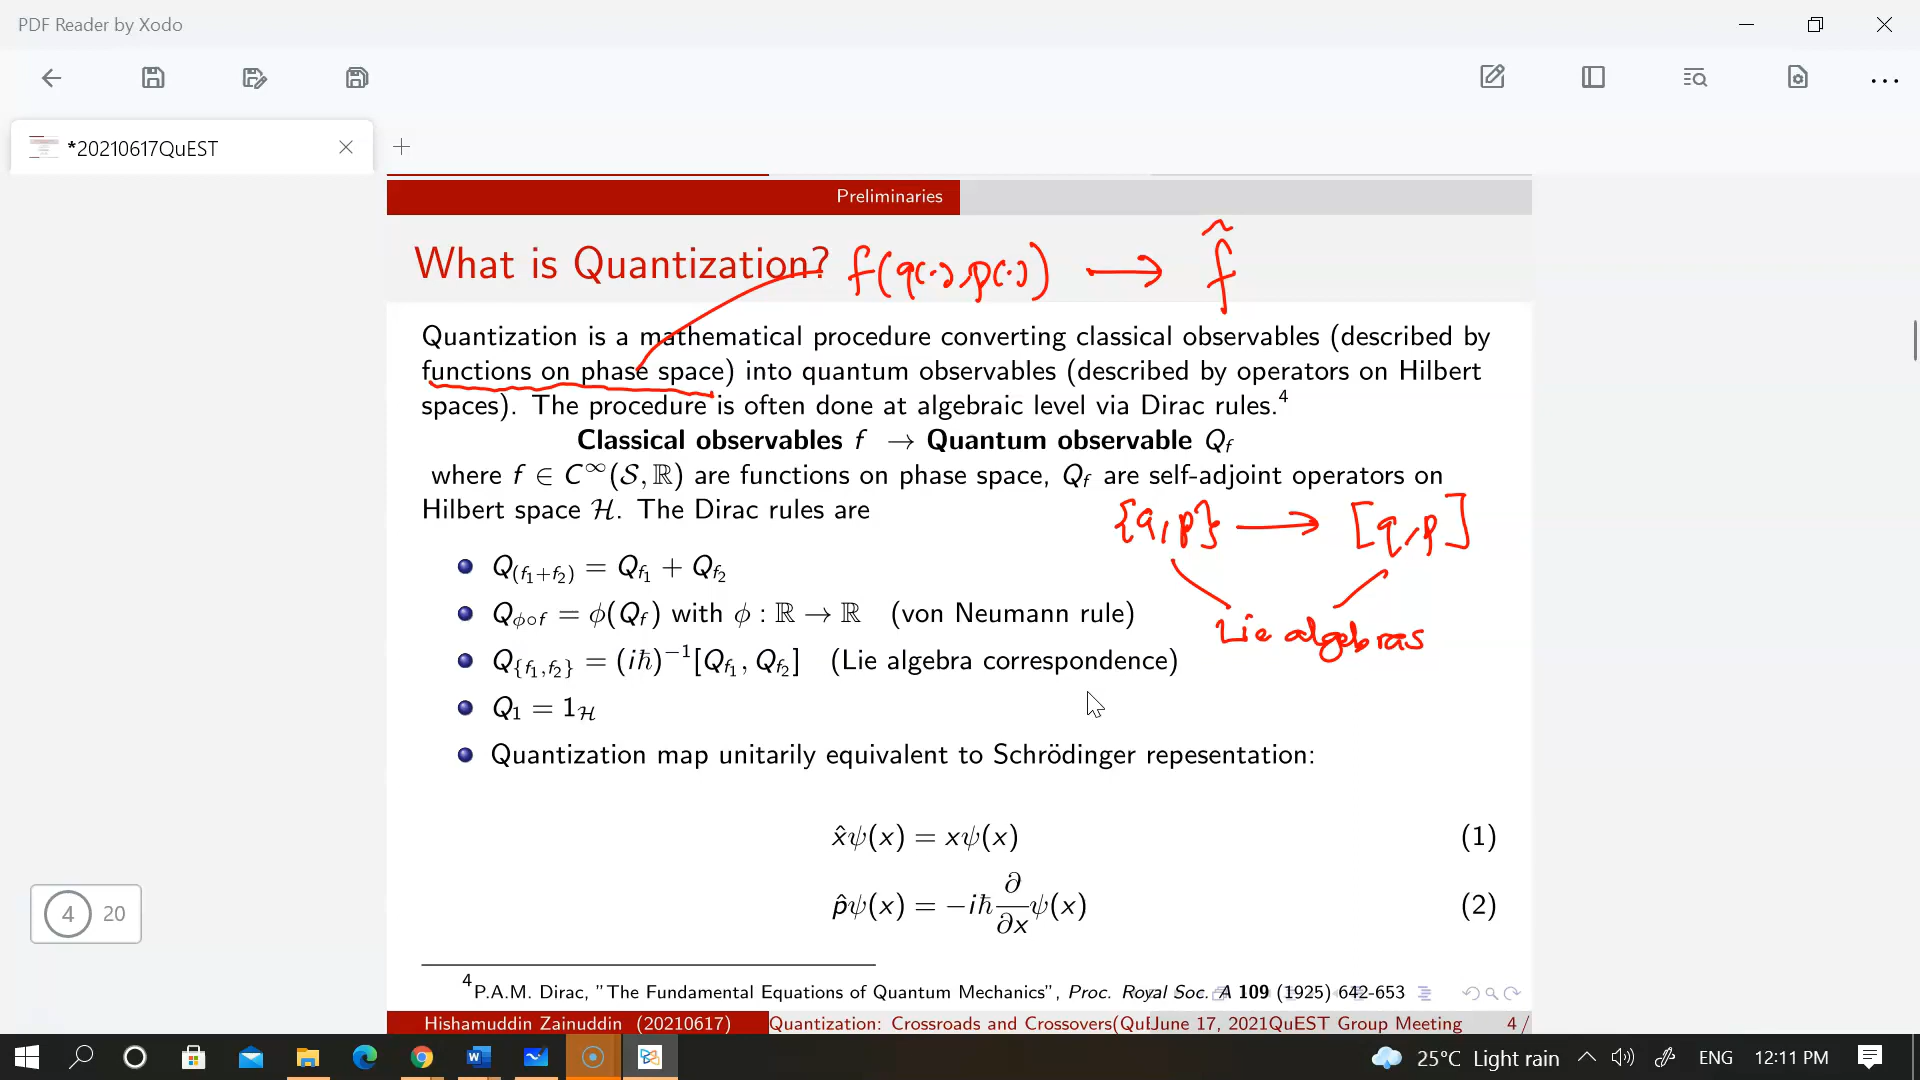 PDF Reader by Xodo
*20210617QuEST
Preliminaries
What is Quantization? f(q(·),p(·)) → f̂
Quantization is a mathematical procedure converting classical observables (described by
functions on phase space) into quantum observables (described by operators on Hilbert
spaces). The procedure is often done at algebraic level via Dirac rules.⁴
Classical observables f → Quantum observable Q_f
where f ∈ C^∞(𝒮, ℝ) are functions on phase space, Q_f are self-adjoint operators on
Hilbert space ℋ. The Dirac rules are
{q,p} → [q,p]
Lie algebras
Q_(f₁+f₂) = Q_f₁ + Q_f₂
Q_ϕ∘f = ϕ(Q_f) with ϕ : ℝ → ℝ (von Neumann rule)
Q_{f₁,f₂} = (iℏ)⁻¹[Q_f₁, Q_f₂] (Lie algebra correspondence)
Q₁ = 1_ℋ
Quantization map unitarily equivalent to Schrödinger repesentation:
x̂ψ(x) = xψ(x) (1)
p̂ψ(x) = −iℏ ∂/∂x ψ(x) (2)
4 20
⁴P.A.M. Dirac, "The Fundamental Equations of Quantum Mechanics", Proc. Royal Soc. A 109 (1925) 642-653
Hishamuddin Zainuddin (20210617) Quantization: Crossroads and Crossovers(QuE June 17, 2021QuEST Group Meeting 4 /
25°C Light rain ENG 12:11 PM